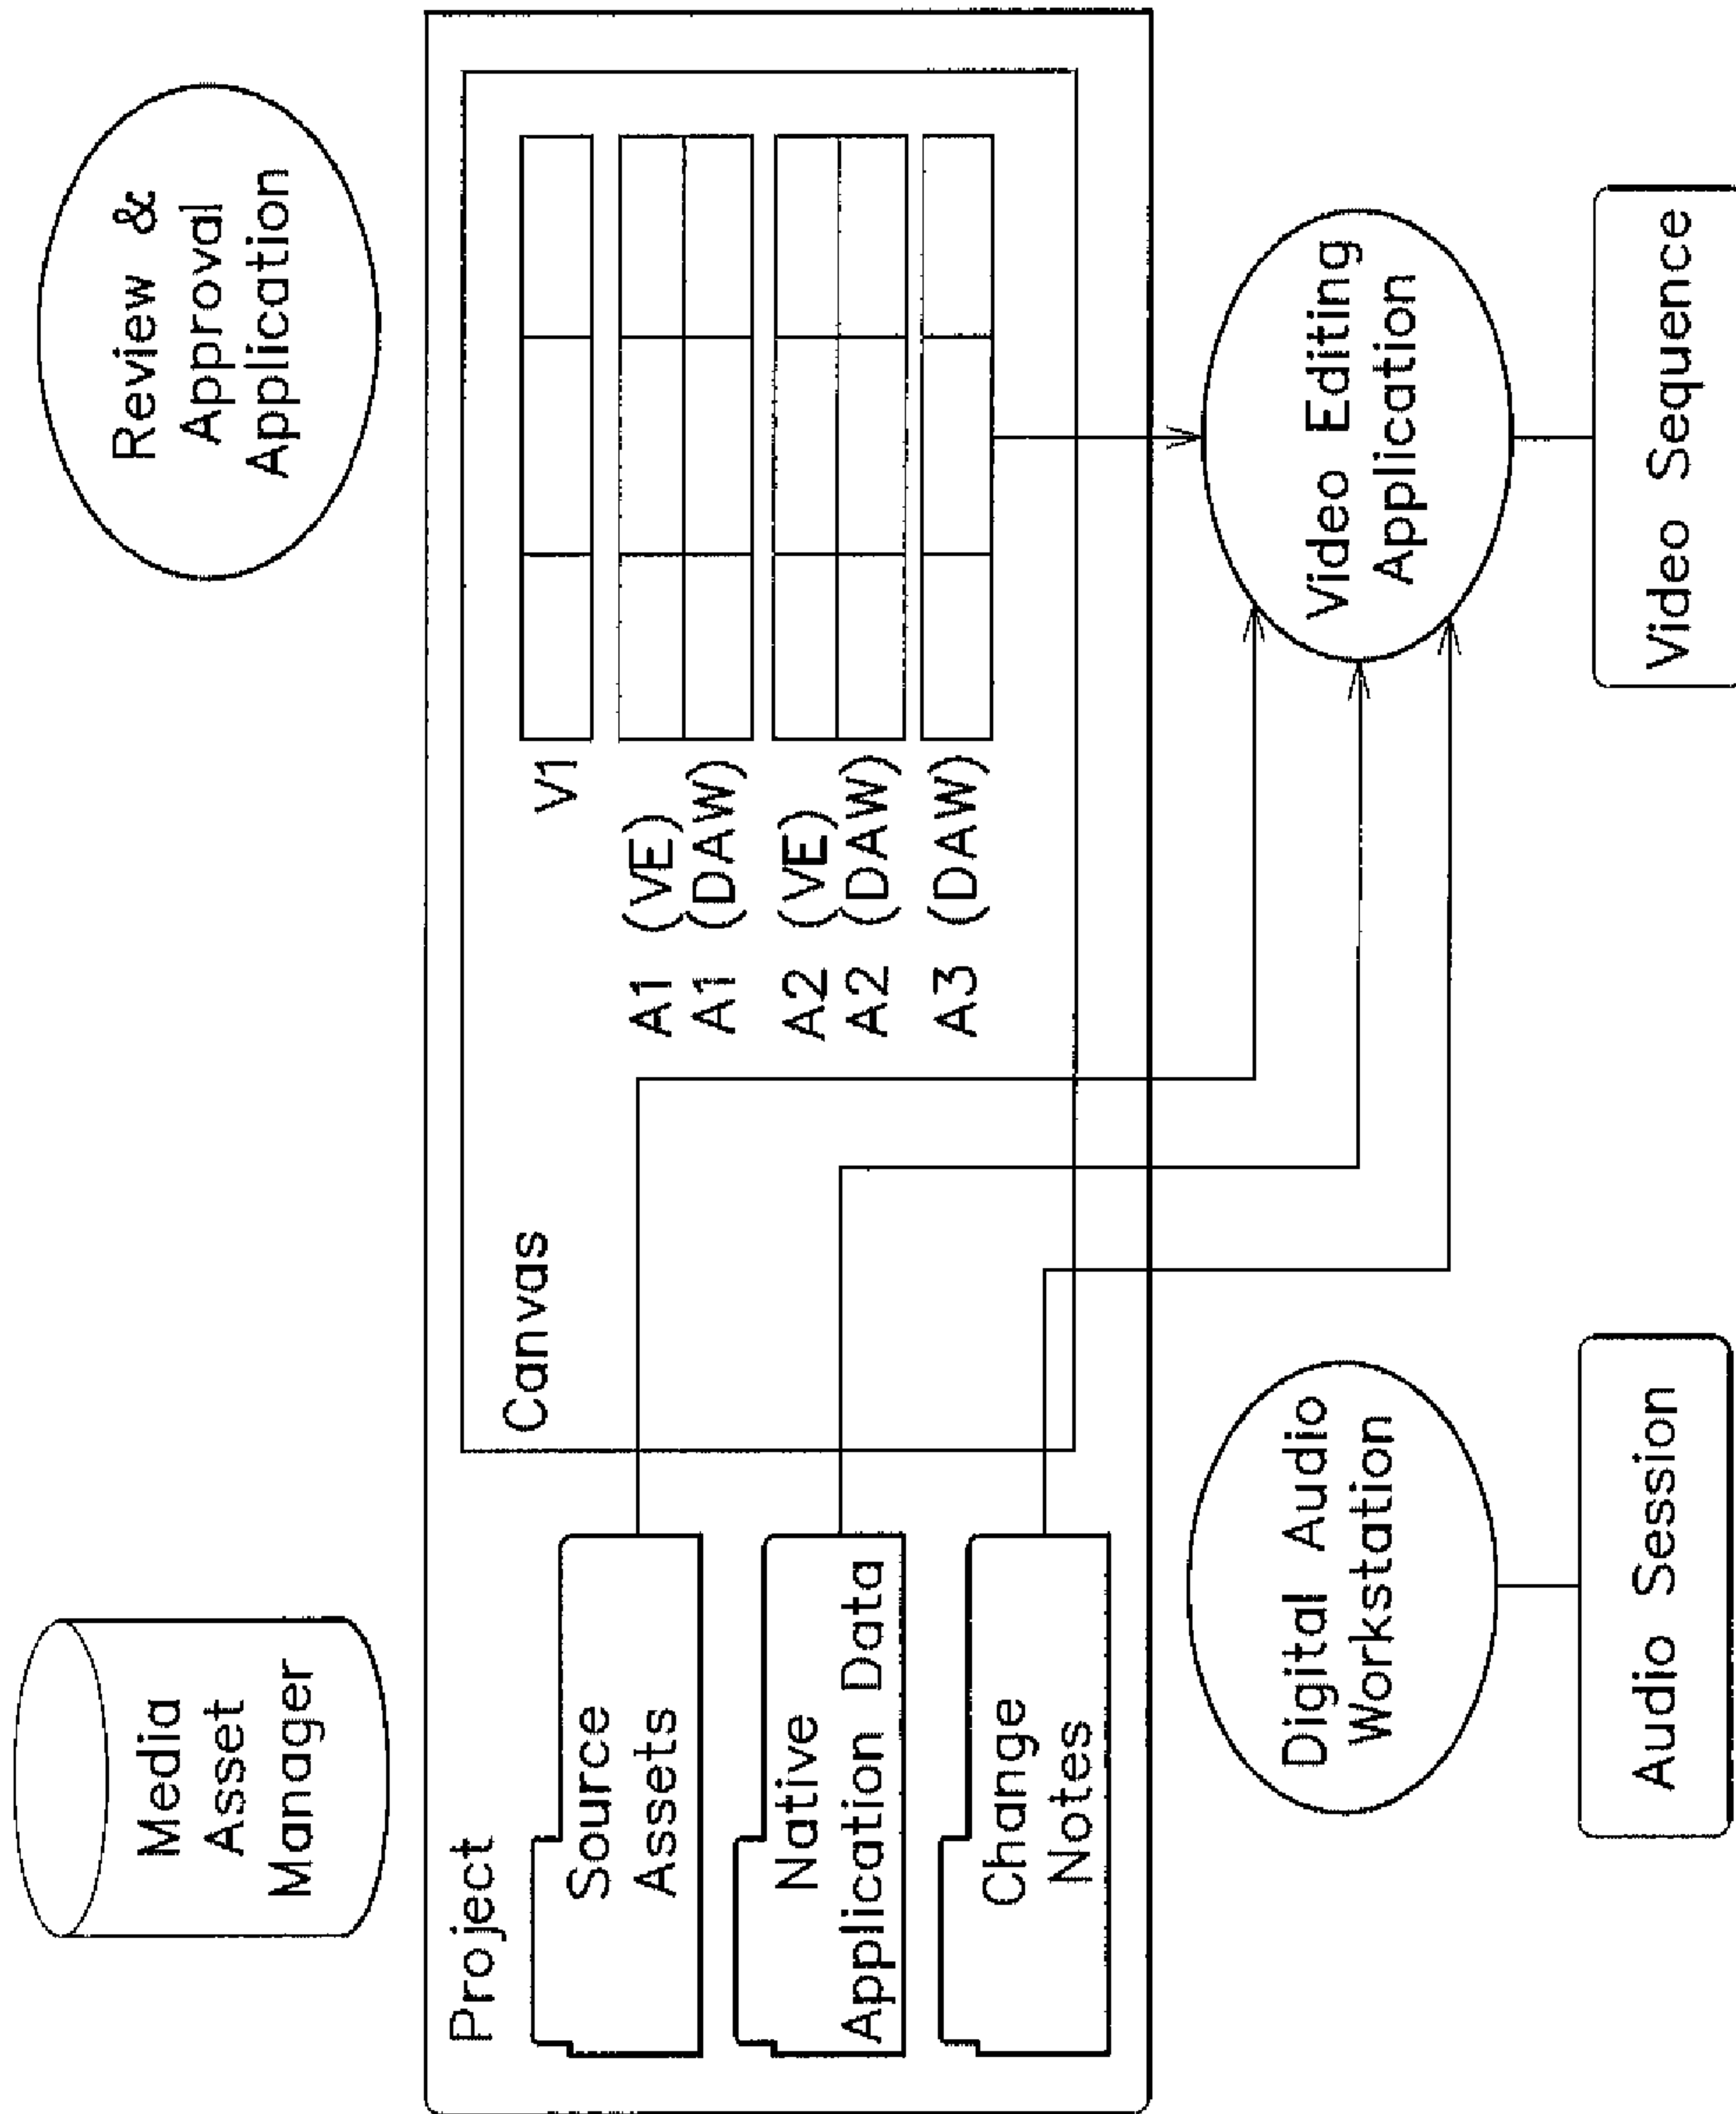 Media
Asset
Manager
Review &
Approval
Application
Project
Source
Assets
Native
Application Data
Change
Notes
Canvas
V1
A1 (VE)
A1 (DAW)
A2 (VE)
A2 (DAW)
A3 (DAW)
Digital Audio
Workstation
Video Editing
Application
Audio Session
Video Sequence